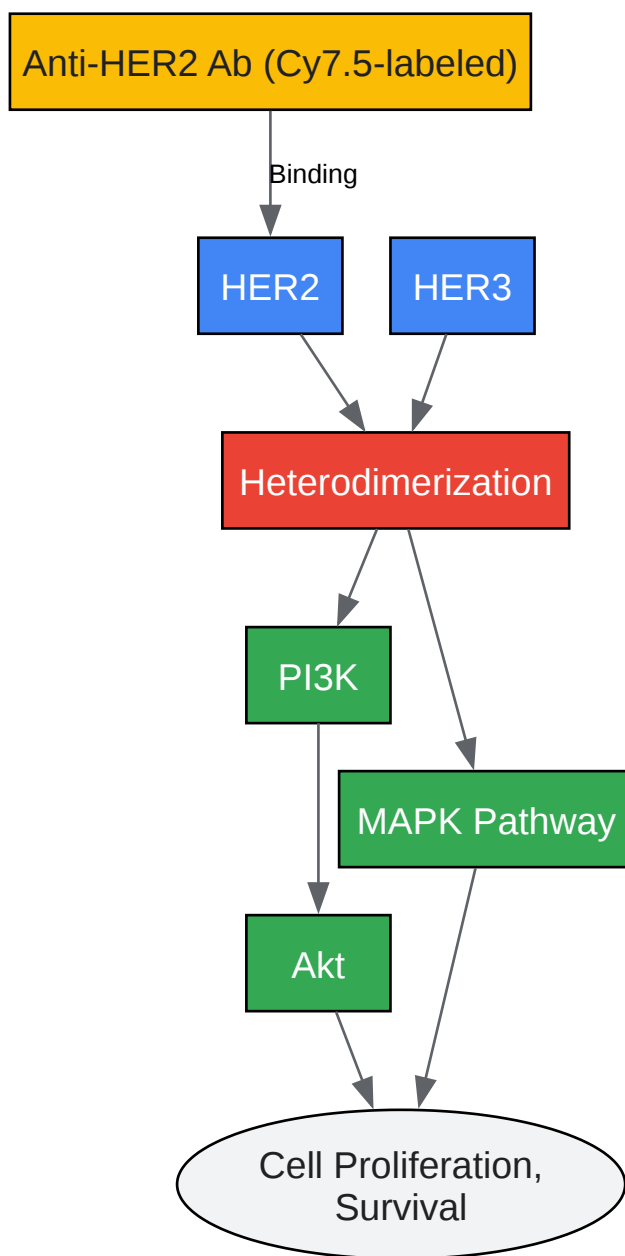 Anti-HER2 Ab (Cy7.5-labeled)
Binding
HER2
HER3
Heterodimerization
PI3K
MAPK Pathway
Akt
Cell Proliferation,
Survival